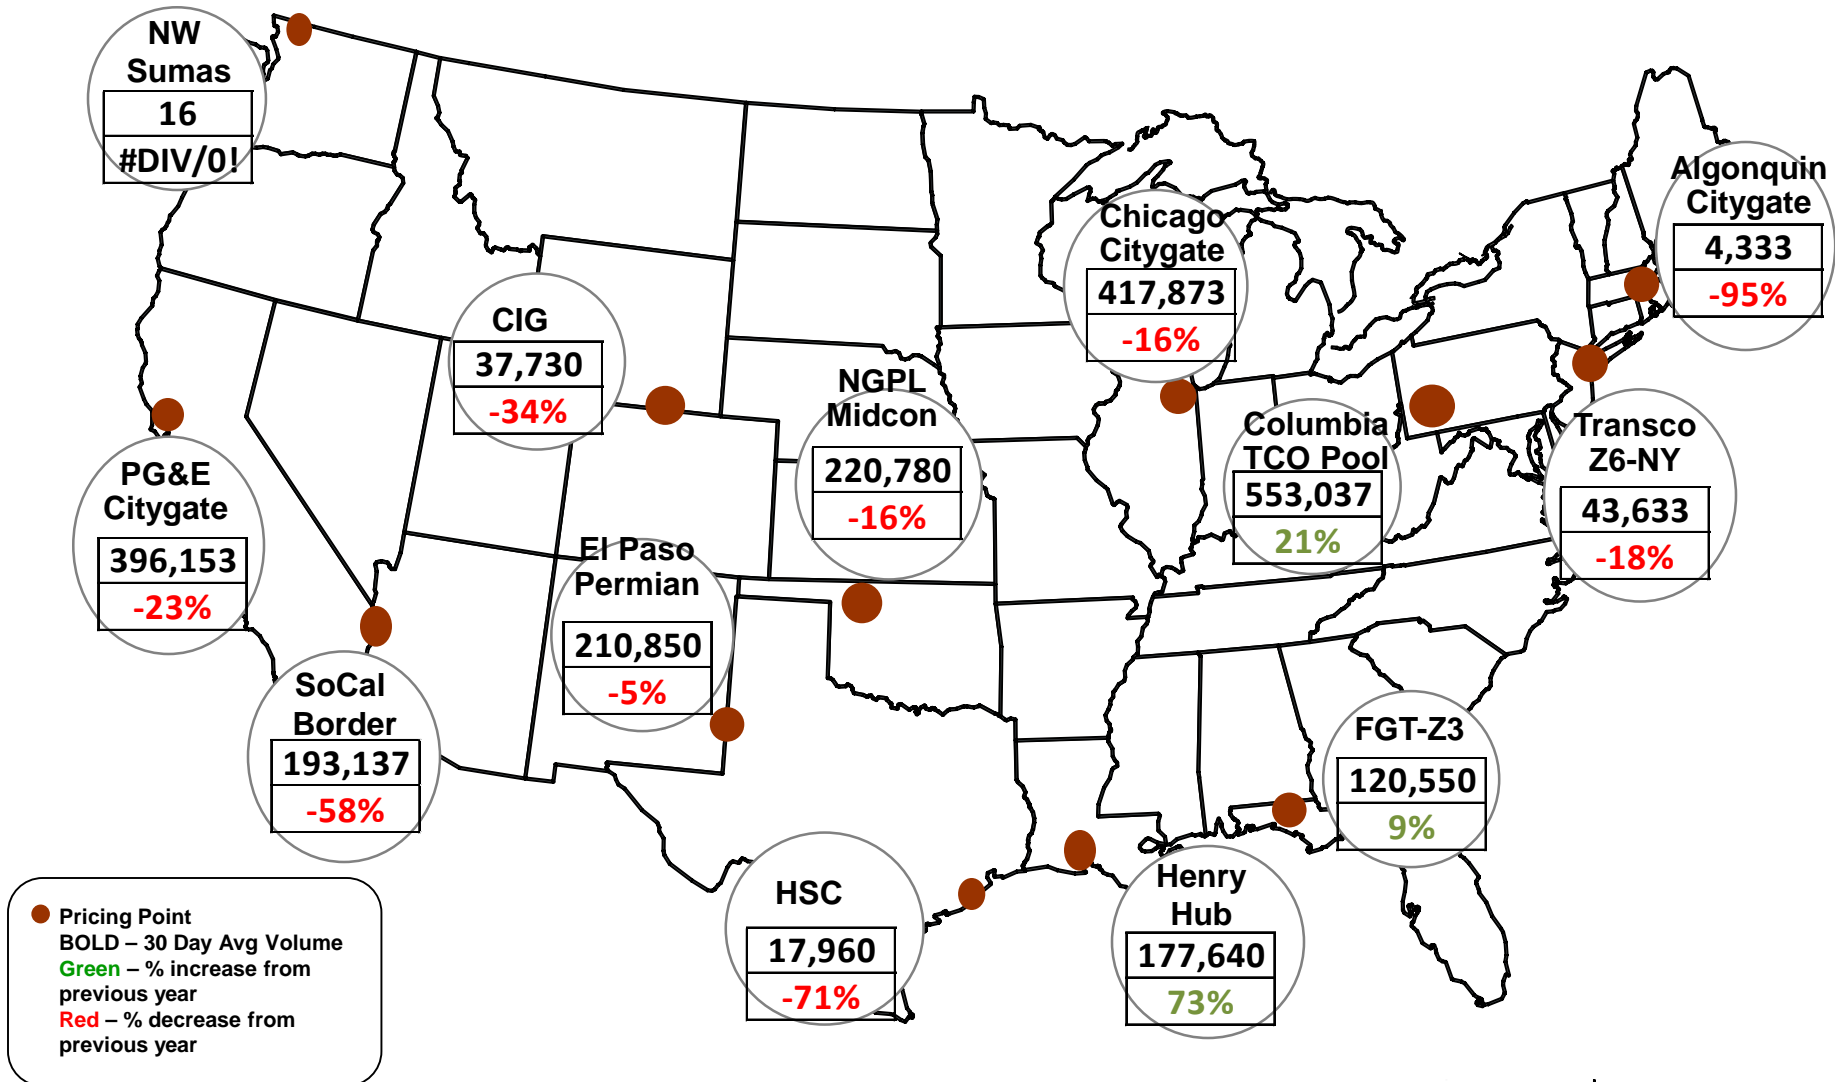 NW
Sumas
16
#DIV/0!
Algonquin
Citygate
4,333
-95%
Chicago
Citygate
417,873
-16%
CIG
37,730
-34%
NGPL
Midcon
220,780
-16%
Columbia
TCO Pool
553,037
21%
Transco
Z6-NY
43,633
-18%
PG&E
Citygate
396,153
-23%
El Paso
Permian
210,850
-5%
SoCal
Border
193,137
-58%
FGT-Z3
120,550
9%
HSC
17,960
-71%
Henry
Hub
177,640
73%
Pricing Point
BOLD – 30 Day Avg Volume
Green – % increase from
previous year
Red – % decrease from
previous year